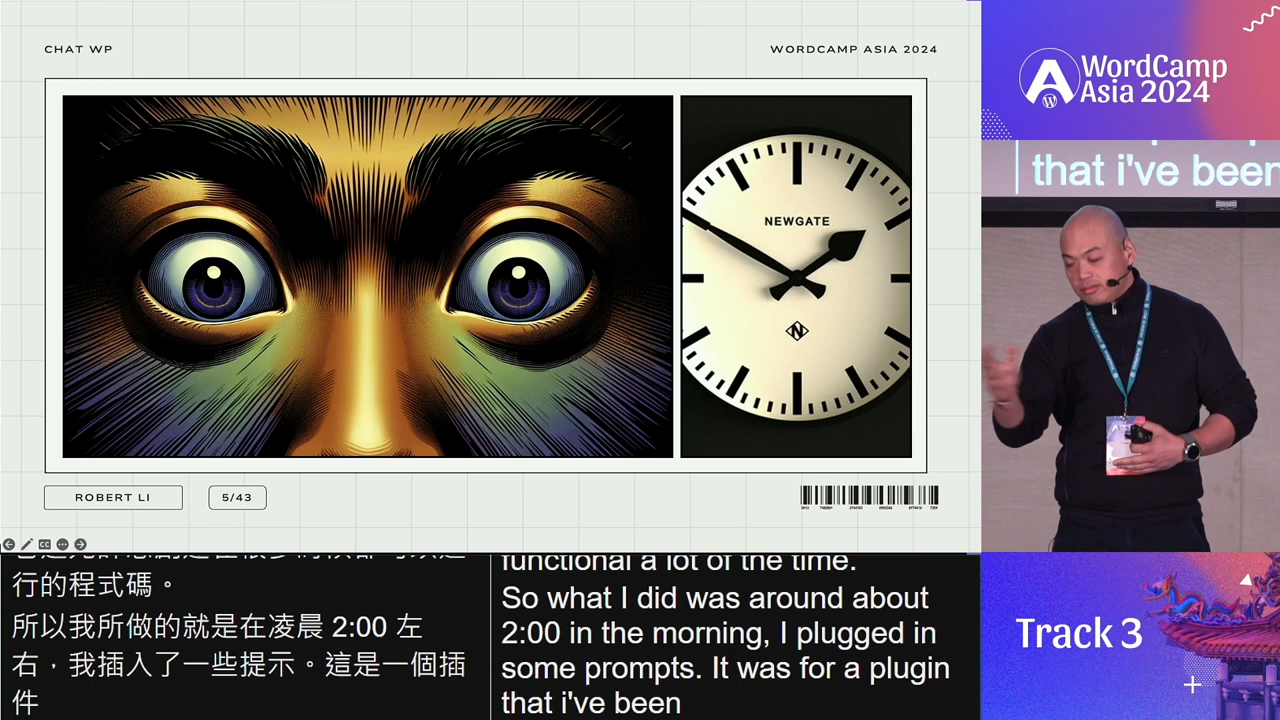 CHAT WP
WORDCAMP ASIA 2024
NEWGATE
N
ROBERT LI
5/43
WordCamp
Asia 2024
that i've been
行的程式碼。
所以我所做的就是在凌晨 2:00 左
右，我插入了一些提示。這是一個插
件
functional a lot of the time.
So what I did was around about
2:00 in the morning, I plugged in
some prompts. It was for a plugin
that i've been
Track 3